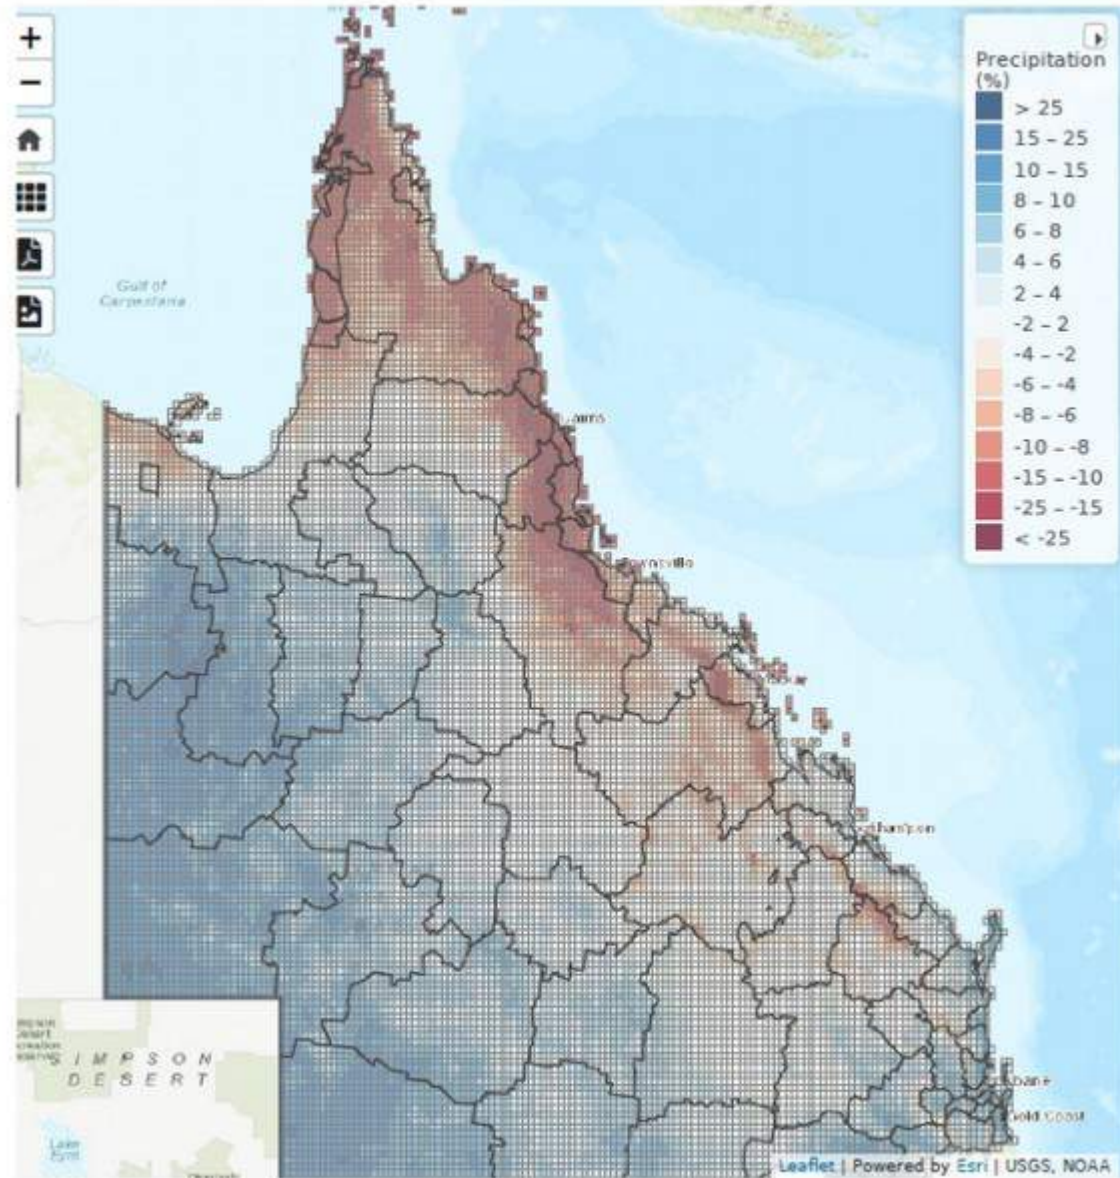 +
−
Gulf of
Carpentaria
Precipitation
(%)
> 25
15 – 25
10 – 15
8 – 10
6 – 8
4 – 6
2 – 4
-2 – 2
-4 – -2
-6 – -4
-8 – -6
-10 – -8
-15 – -10
-25 – -15
< -25
Townsville
SIMPSON
DESERT
Lake
Eyre
Gold Coast
Leaflet | Powered by Esri | USGS, NOAA